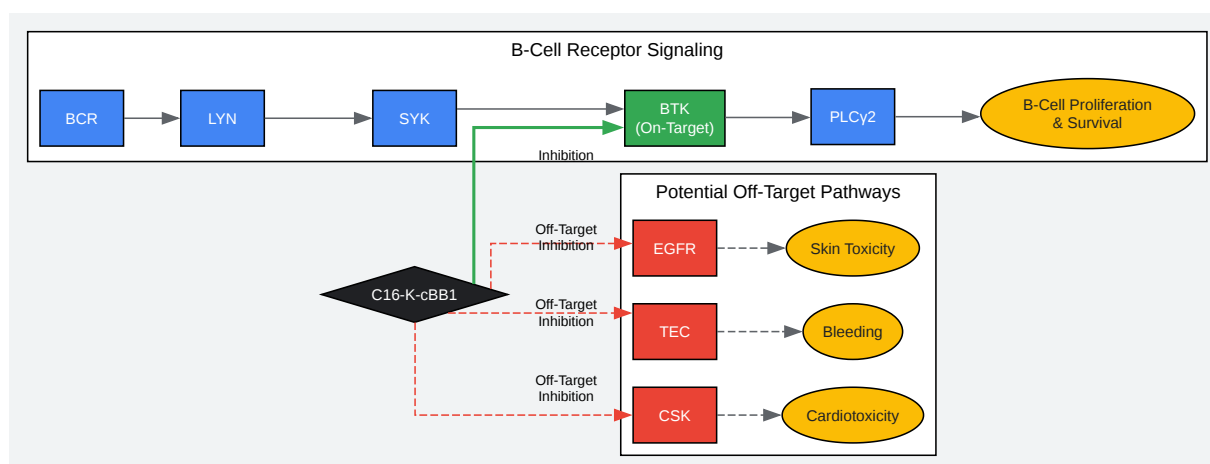 B-Cell Receptor Signaling
BCR
LYN
SYK
BTK
(On-Target)
PLCγ2
B-Cell Proliferation
& Survival
Inhibition
Potential Off-Target Pathways
Off-Target
Inhibition
EGFR
Skin Toxicity
C16-K-cBB1
Off-Target
Inhibition
TEC
Bleeding
Off-Target
Inhibition
CSK
Cardiotoxicity